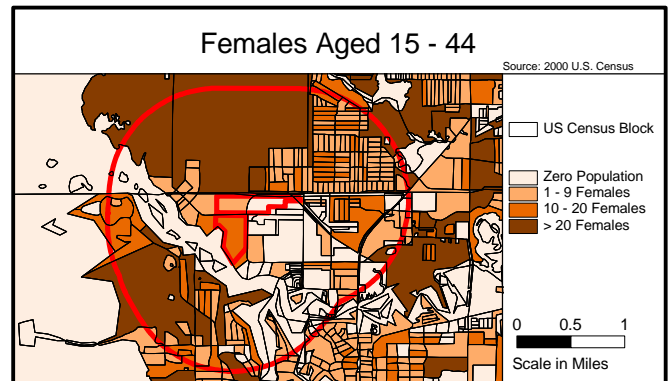 Females Aged 15 - 44
Source: 2000 U.S. Census
US Census Block
Zero Population
1 - 9 Females
10 - 20 Females
> 20 Females
0 0.5 1
Scale in Miles